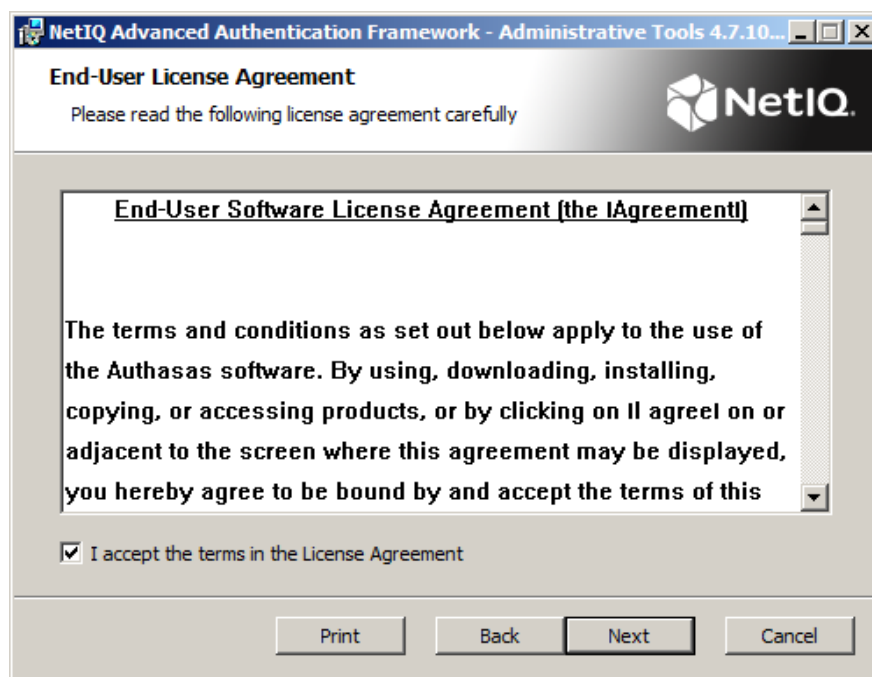 NetIQ Advanced Authentication Framework - Administrative Tools 4.7.10...
End-User License Agreement
Please read the following license agreement carefully
NetIQ.
End-User Software License Agreement (the IAgreementI)
The terms and conditions as set out below apply to the use of
the Authasas software. By using, downloading, installing,
copying, or accessing products, or by clicking on II agreeI on or
adjacent to the screen where this agreement may be displayed,
you hereby agree to be bound by and accept the terms of this
I accept the terms in the License Agreement
Print Back Next Cancel